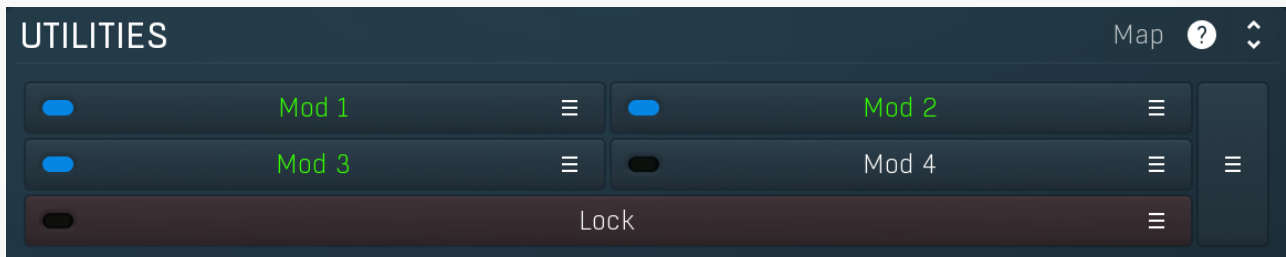 UTILITIES Map ?
Mod 1 Mod 2
Mod 3 Mod 4
Lock